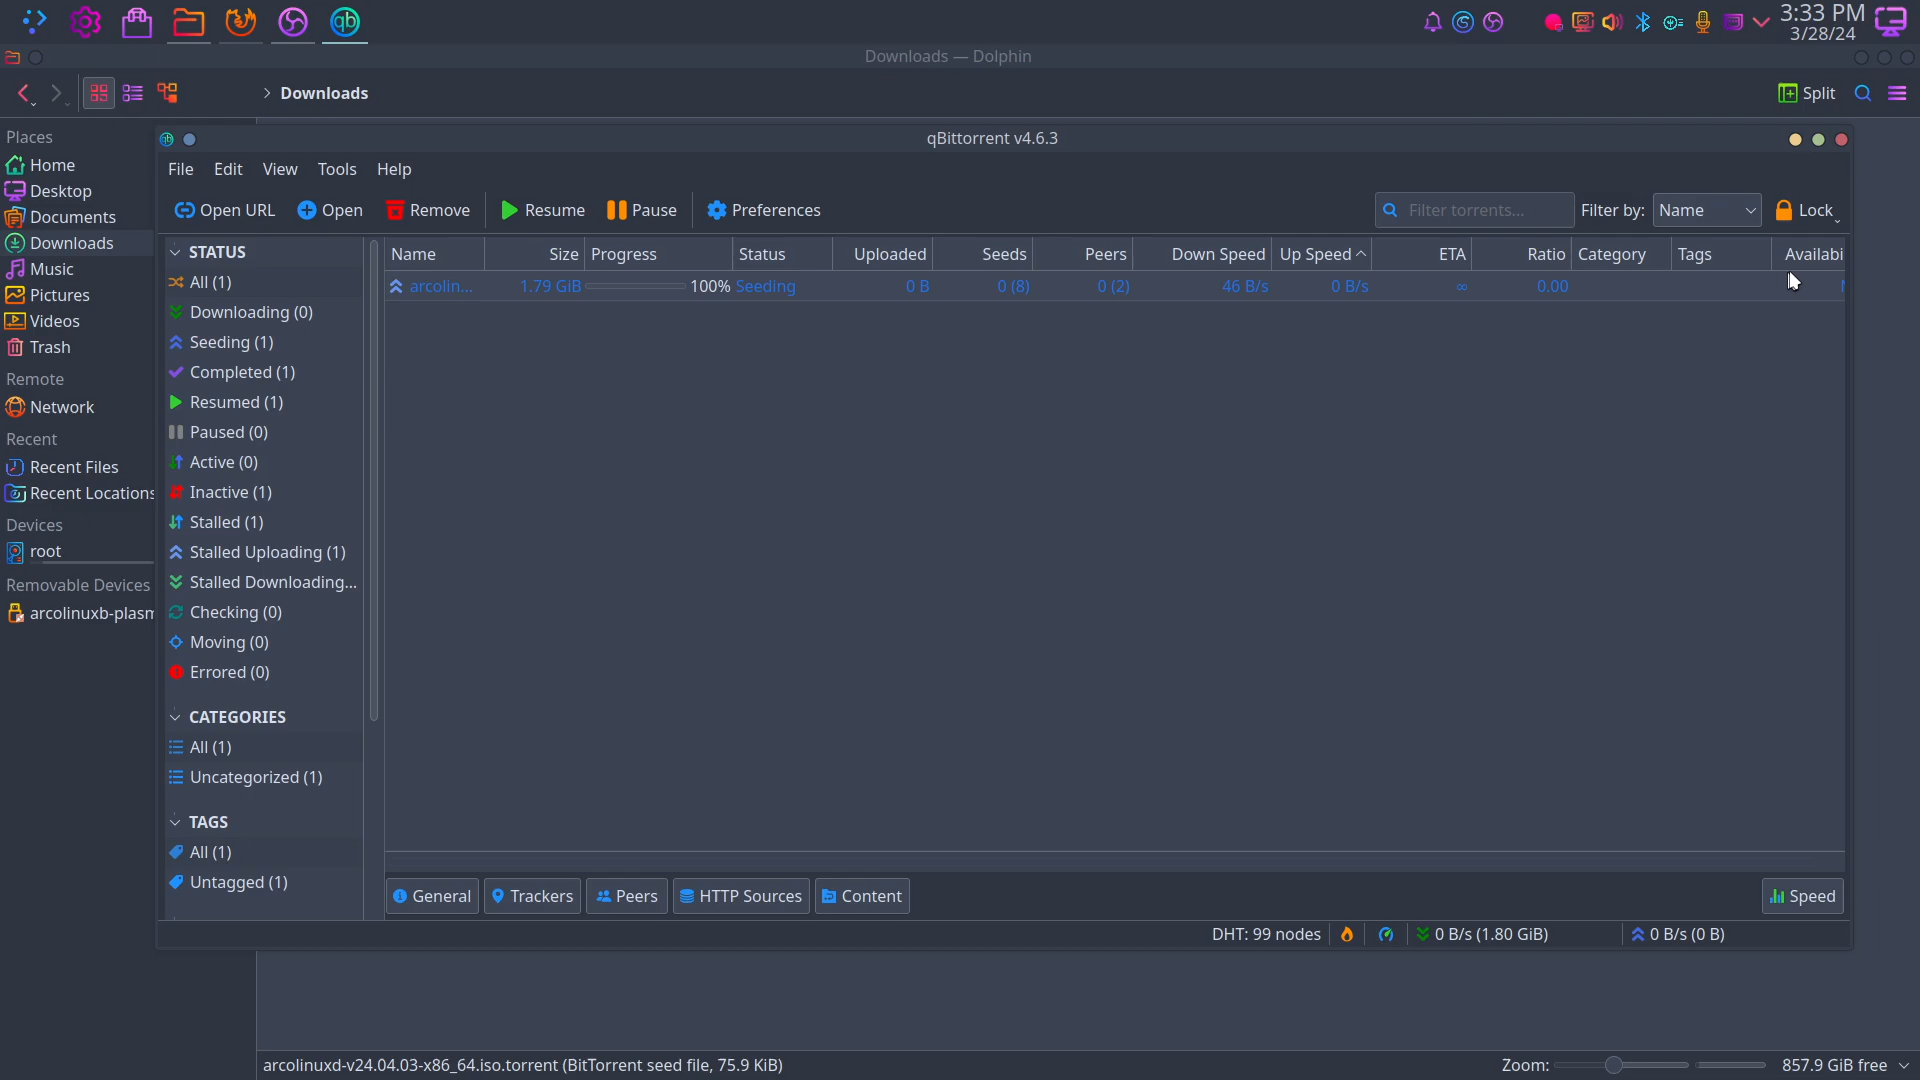 3:33 PM
3/28/24
Downloads — Dolphin
> Downloads
Split
Places
Home
Desktop
Documents
Downloads
Music
Pictures
Videos
Trash
Remote
Network
Recent
Recent Files
Recent Locations
Devices
root
Removable Devices
arcolinuxb-plasm
qBittorrent v4.6.3
File Edit View Tools Help
Open URL Open Remove Resume Pause Preferences
Filter torrents... Filter by: Name Lock
STATUS
All (1)
Downloading (0)
Seeding (1)
Completed (1)
Resumed (1)
Paused (0)
Active (0)
Inactive (1)
Stalled (1)
Stalled Uploading (1)
Stalled Downloading...
Checking (0)
Moving (0)
Errored (0)
CATEGORIES
All (1)
Uncategorized (1)
TAGS
All (1)
Untagged (1)
Name Size Progress Status Uploaded Seeds Peers Down Speed Up Speed ETA Ratio Category Tags Availabi
arcolin... 1.79 GiB 100% Seeding 0 B 0 (8) 0 (2) 46 B/s 0 B/s ∞ 0.00
General Trackers Peers HTTP Sources Content Speed
DHT: 99 nodes 0 B/s (1.80 GiB) 0 B/s (0 B)
arcolinuxd-v24.04.03-x86_64.iso.torrent (BitTorrent seed file, 75.9 KiB)
Zoom: 857.9 GiB free